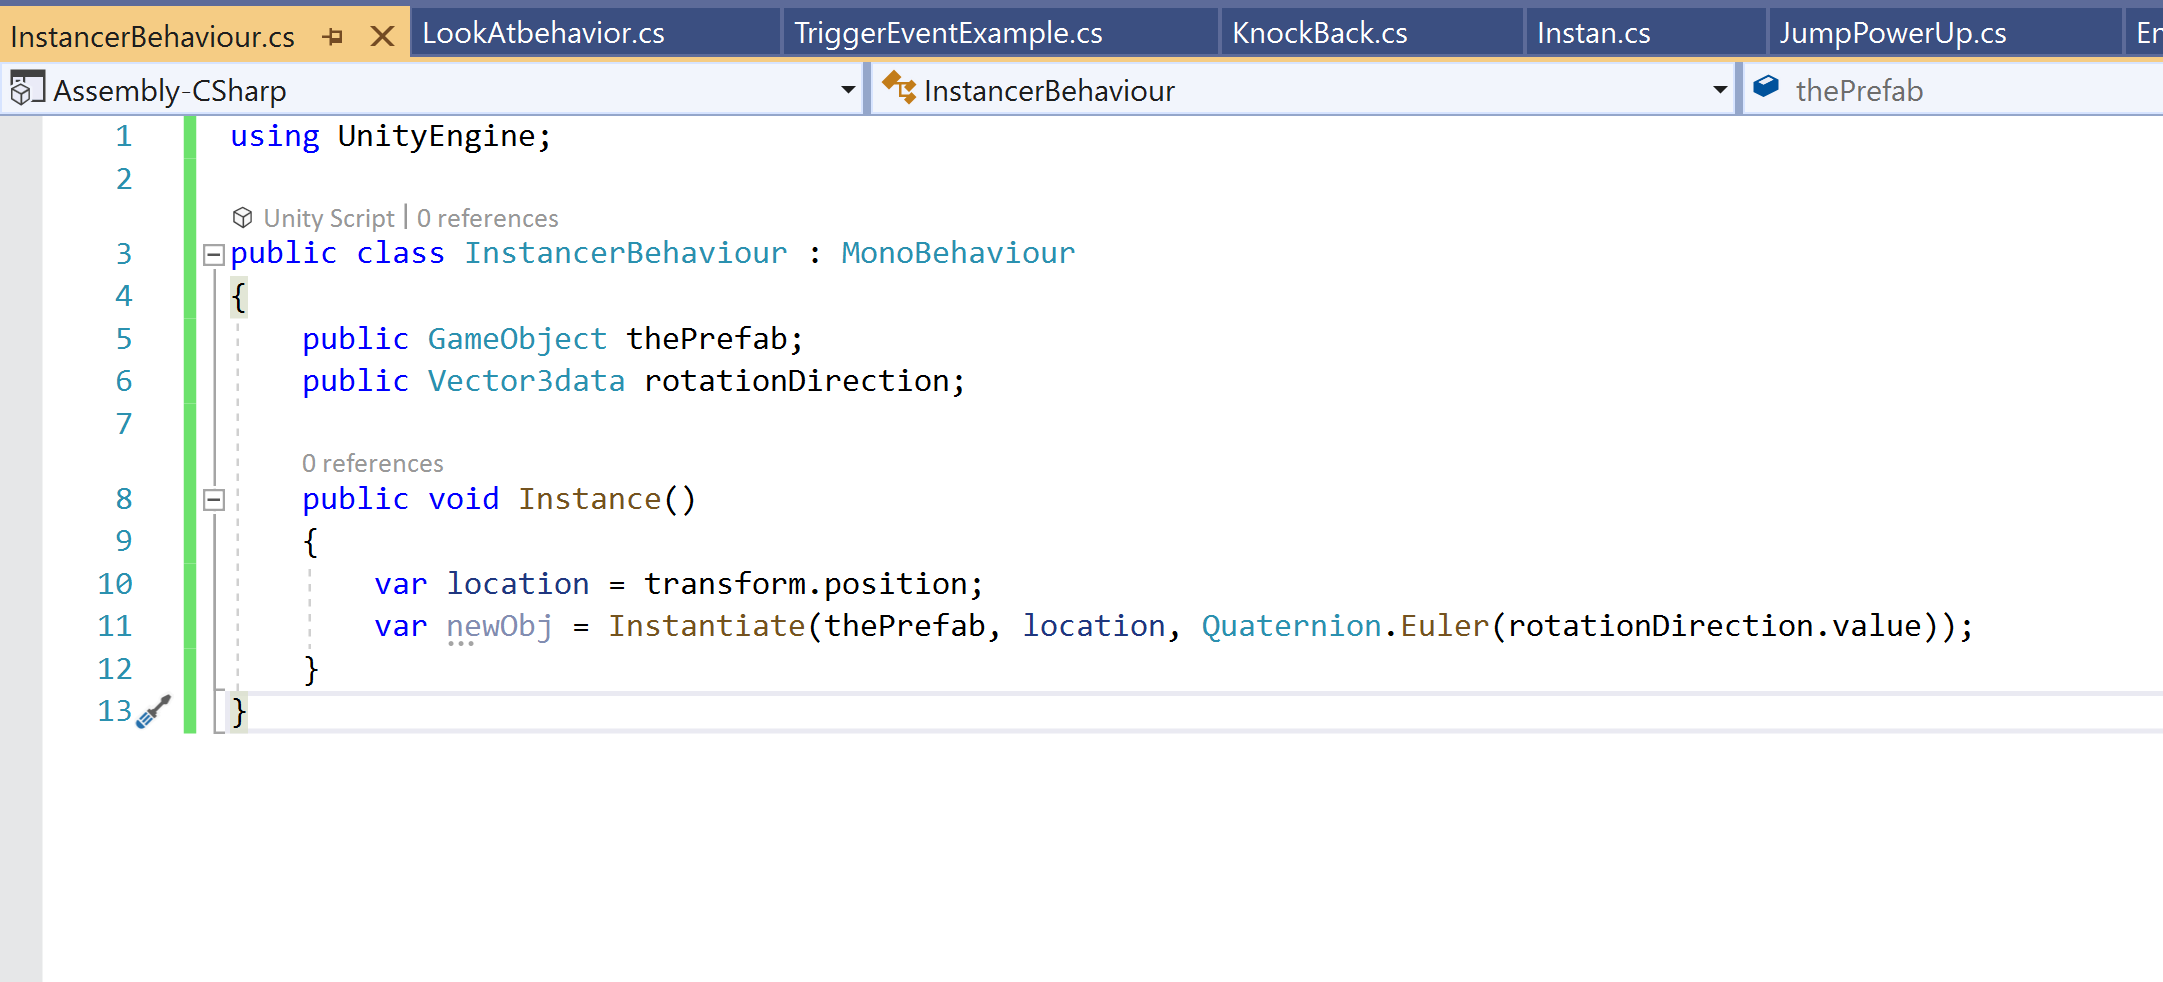 InstancerBehaviour.cs LookAtbehavior.cs TriggerEventExample.cs KnockBack.cs Instan.cs JumpPowerUp.cs En
Assembly-CSharp InstancerBehaviour thePrefab
1 using UnityEngine;
2
Unity Script | 0 references
3 public class InstancerBehaviour : MonoBehaviour
4 {
5 public GameObject thePrefab;
6 public Vector3data rotationDirection;
7
0 references
8 public void Instance()
9 {
10 var location = transform.position;
11 var newObj = Instantiate(thePrefab, location, Quaternion.Euler(rotationDirection.value));
12 }
13 }